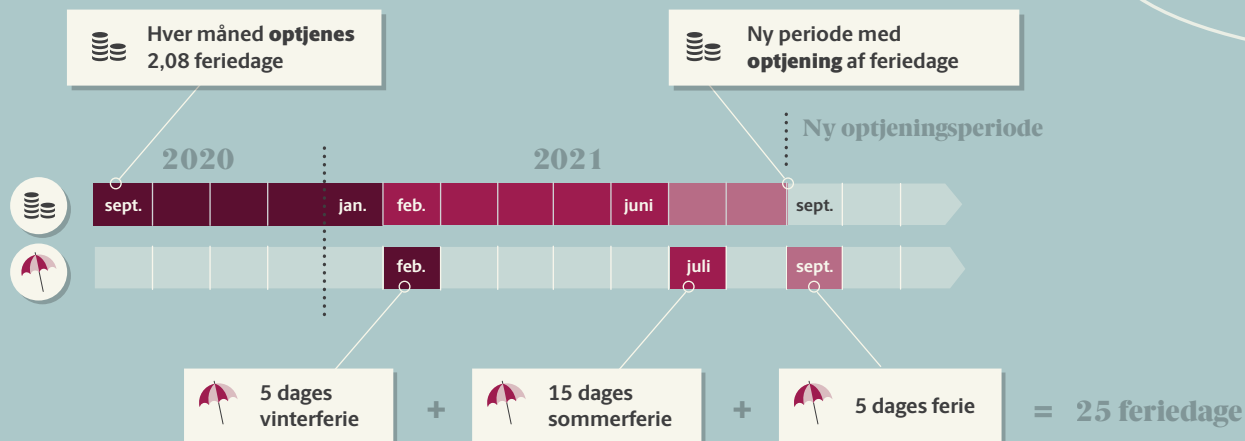 Hver måned optjenes
2,08 feriedage
Ny periode med
optjening af feriedage
Ny optjeningsperiode
2020
2021
sept.
jan.
feb.
juni
sept.
feb.
juli
sept.
5 dages
vinterferie
+
15 dages
sommerferie
+
5 dages ferie
= 25 feriedage